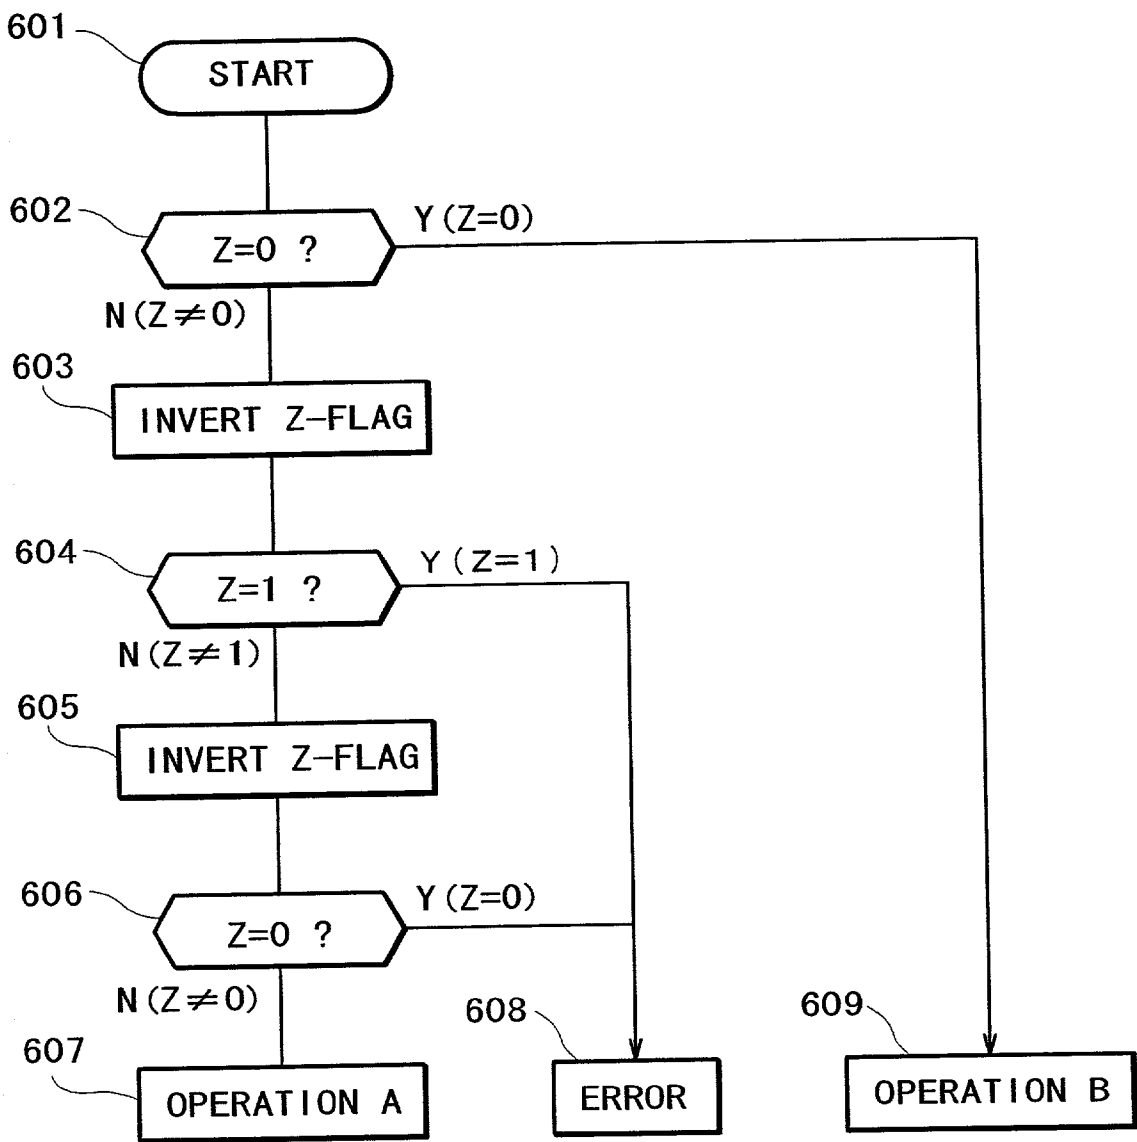 601
START
602
Z=0 ?
Y(Z=0)
N(Z≠0)
603
INVERT Z-FLAG
604
Z=1 ?
Y(Z=1)
N(Z≠1)
605
INVERT Z-FLAG
606
Z=0 ?
Y(Z=0)
N(Z≠0)
607
OPERATION A
608
ERROR
609
OPERATION B